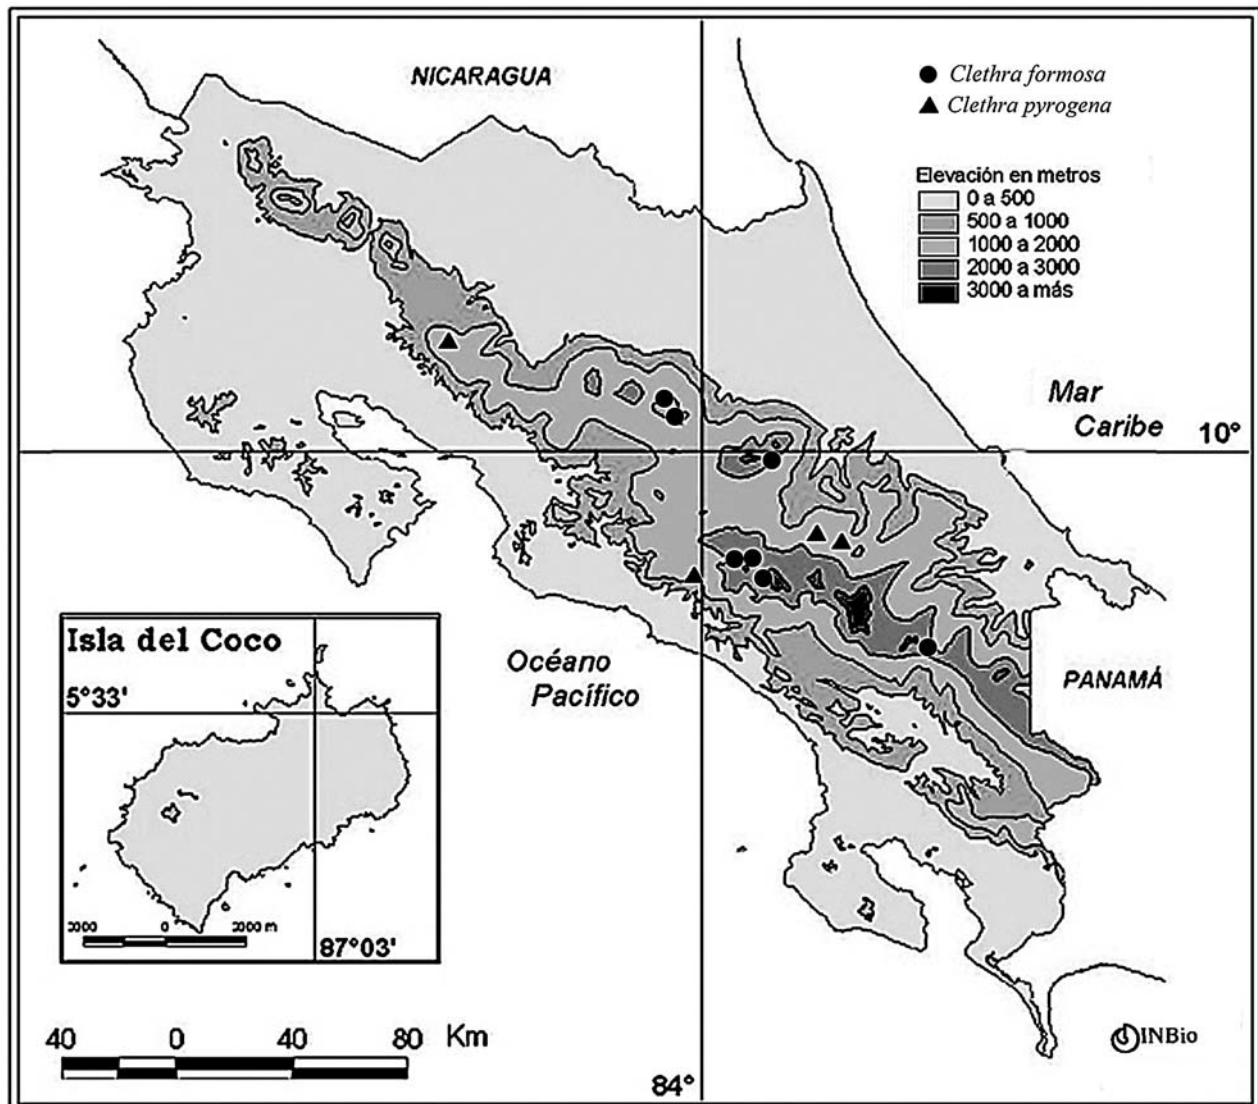 NICARAGUA
Clethra formosa
Clethra pyrogena
Elevación en metros
0 a 500
500 a 1000
1000 a 2000
2000 a 3000
3000 a más
Mar
Caribe
10°
Isla del Coco
5°33'
Océano
Pacífico
PANAMÁ
0 2000 m
87°03'
40 0 40 80 Km
84°
INBio